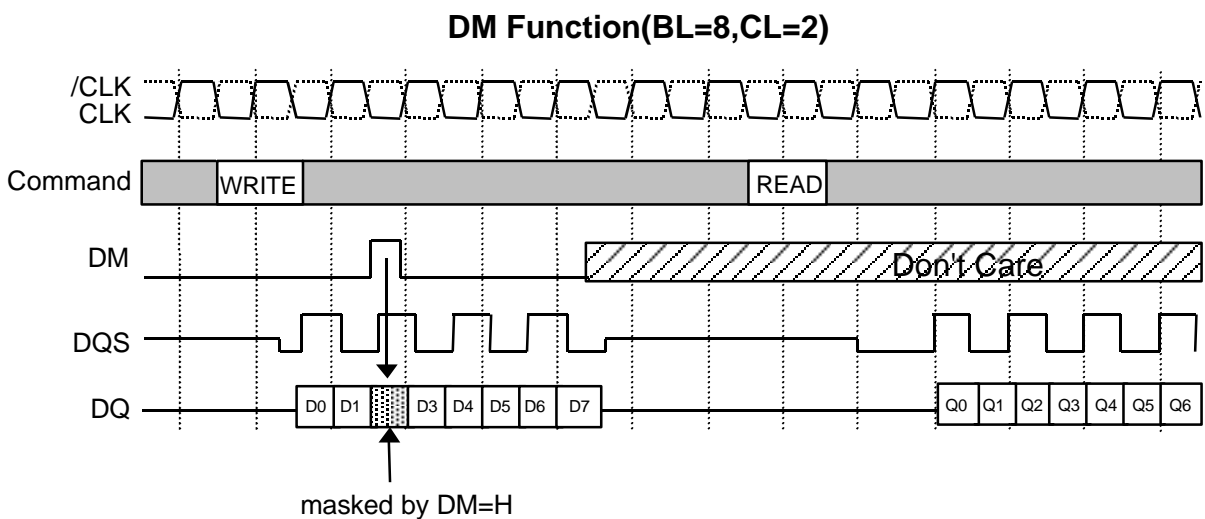 DM Function(BL=8,CL=2)
/CLK
CLK
Command WRITE READ
DM Don't Care
DQS
DQ D0 D1 D3 D4 D5 D6 D7 Q0 Q1 Q2 Q3 Q4 Q5 Q6
masked by DM=H